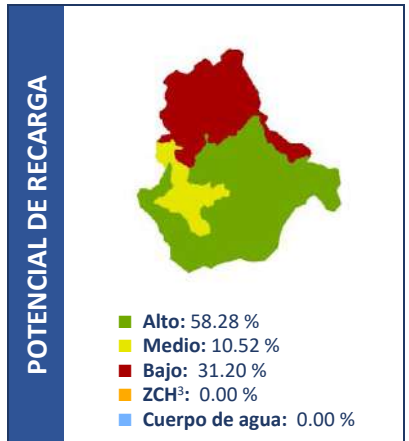 POTENCIAL DE RECARGA
Alto: 58.28 %
Medio: 10.52 %
Bajo: 31.20 %
ZCH³: 0.00 %
Cuerpo de agua: 0.00 %